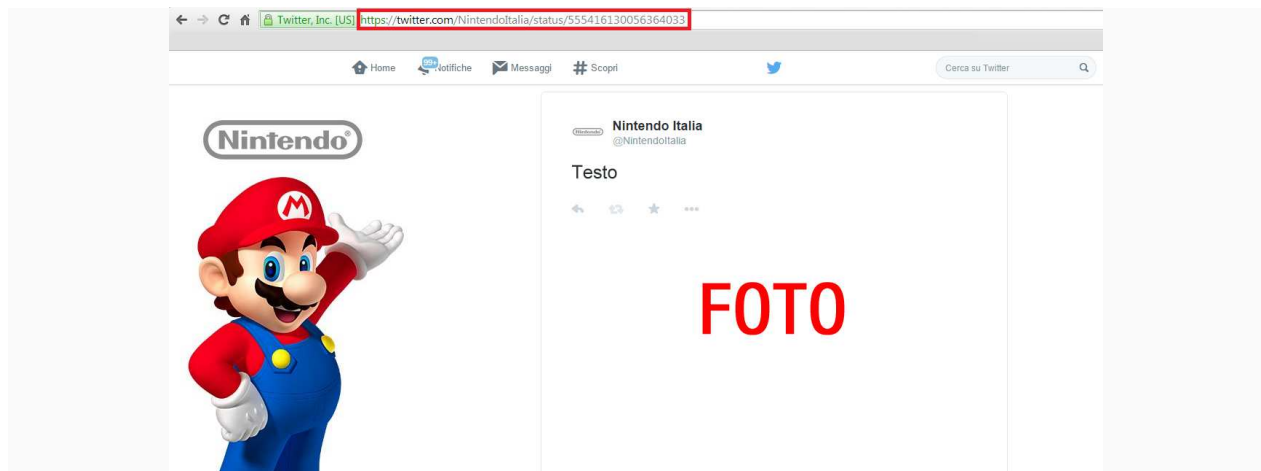 Twitter, Inc. [US] https://twitter.com/NintendoItalia/status/555416130056364033
Home 99+ Notifiche Messaggi # Scopri Cerca su Twitter
Nintendo®
M
Nintendo Nintendo Italia
@NintendoItalia
Testo
FOTO